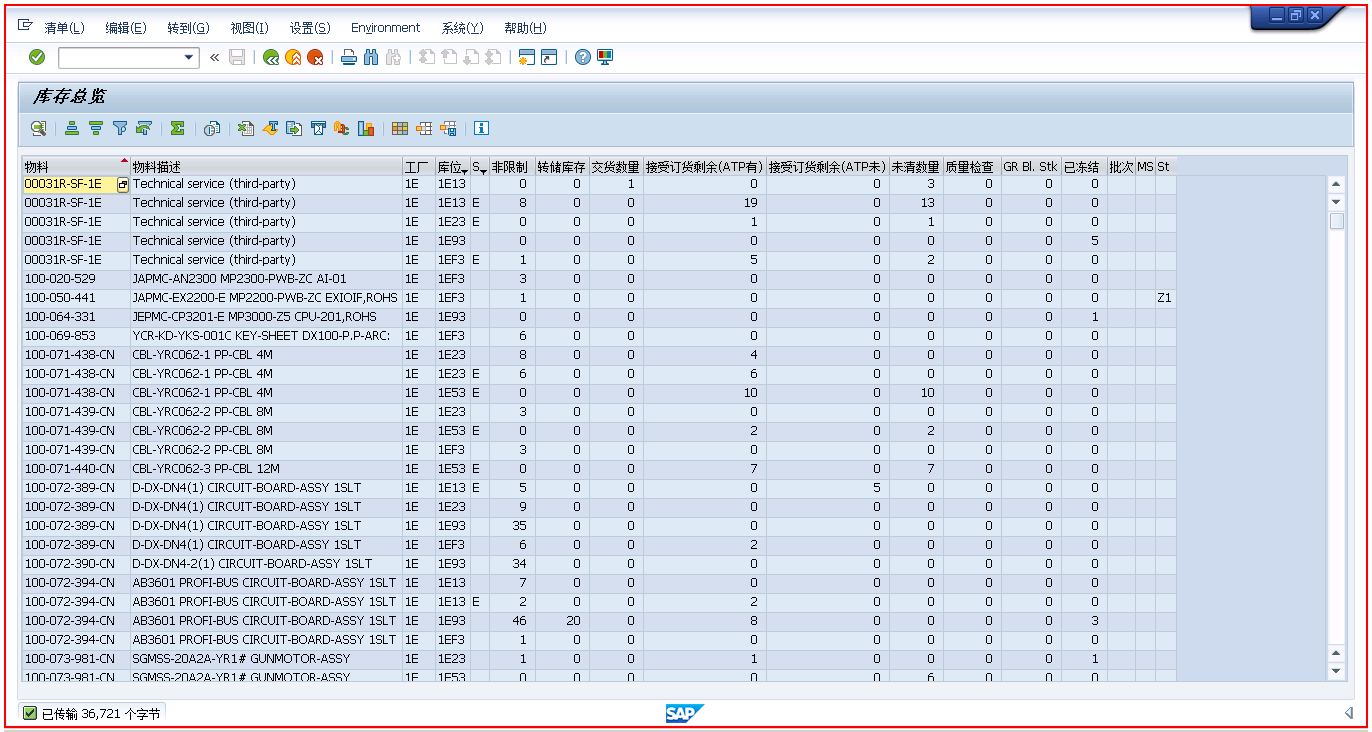 清单(L) 编辑(E) 转到(G) 视图(I) 设置(S) Environment 系统(Y) 帮助(H)
库存总览
物料 物料描述 工厂 库位 S 非限制 转储库存 交货数量 接受订货剩余(ATP有) 接受订货剩余(ATP未) 未清数量 质量检查 GR Bl. Stk 已冻结 批次 MS St
00031R-SF-1E Technical service (third-party) 1E 1E13 0 0 1 0 0 3 0 0 0
00031R-SF-1E Technical service (third-party) 1E 1E13 E 8 0 0 19 0 13 0 0 0
00031R-SF-1E Technical service (third-party) 1E 1E23 E 0 0 0 1 0 1 0 0 0
00031R-SF-1E Technical service (third-party) 1E 1E93 0 0 0 0 0 0 0 0 5
00031R-SF-1E Technical service (third-party) 1E 1EF3 E 1 0 0 5 0 2 0 0 0
100-020-529 JAPMC-AN2300 MP2300-PWB-ZC AI-01 1E 1EF3 3 0 0 0 0 0 0 0 0
100-050-441 JAPMC-EX2200-E MP2200-PWB-ZC EXIOIF,ROHS 1E 1EF3 1 0 0 0 0 0 0 0 0 Z1
100-064-331 JEPMC-CP3201-E MP3000-Z5 CPU-201,ROHS 1E 1E93 0 0 0 0 0 0 0 0 1
100-069-853 YCR-KD-YKS-001C KEY-SHEET DX100-P.P-ARC: 1E 1EF3 6 0 0 0 0 0 0 0 0
100-071-438-CN CBL-YRC062-1 PP-CBL 4M 1E 1E23 8 0 0 4 0 0 0 0 0
100-071-438-CN CBL-YRC062-1 PP-CBL 4M 1E 1E23 E 6 0 0 6 0 0 0 0 0
100-071-438-CN CBL-YRC062-1 PP-CBL 4M 1E 1E53 E 0 0 0 10 0 10 0 0 0
100-071-439-CN CBL-YRC062-2 PP-CBL 8M 1E 1E23 3 0 0 0 0 0 0 0 0
100-071-439-CN CBL-YRC062-2 PP-CBL 8M 1E 1E53 E 0 0 0 2 0 2 0 0 0
100-071-439-CN CBL-YRC062-2 PP-CBL 8M 1E 1EF3 3 0 0 0 0 0 0 0 0
100-071-440-CN CBL-YRC062-3 PP-CBL 12M 1E 1E53 E 0 0 0 7 0 7 0 0 0
100-072-389-CN D-DX-DN4(1) CIRCUIT-BOARD-ASSY 1SLT 1E 1E13 E 5 0 0 0 5 0 0 0 0
100-072-389-CN D-DX-DN4(1) CIRCUIT-BOARD-ASSY 1SLT 1E 1E23 9 0 0 0 0 0 0 0 0
100-072-389-CN D-DX-DN4(1) CIRCUIT-BOARD-ASSY 1SLT 1E 1E93 35 0 0 0 0 0 0 0 0
100-072-389-CN D-DX-DN4(1) CIRCUIT-BOARD-ASSY 1SLT 1E 1EF3 6 0 0 2 0 0 0 0 0
100-072-390-CN D-DX-DN4-2(1) CIRCUIT-BOARD-ASSY 1SLT 1E 1E93 34 0 0 0 0 0 0 0 0
100-072-394-CN AB3601 PROFI-BUS CIRCUIT-BOARD-ASSY 1SLT 1E 1E13 7 0 0 0 0 0 0 0 0
100-072-394-CN AB3601 PROFI-BUS CIRCUIT-BOARD-ASSY 1SLT 1E 1E13 E 2 0 0 2 0 0 0 0 0
100-072-394-CN AB3601 PROFI-BUS CIRCUIT-BOARD-ASSY 1SLT 1E 1E93 46 20 0 8 0 0 0 0 3
100-072-394-CN AB3601 PROFI-BUS CIRCUIT-BOARD-ASSY 1SLT 1E 1EF3 1 0 0 0 0 0 0 0 0
100-073-981-CN SGMSS-20A2A-YR1# GUNMOTOR-ASSY 1E 1E23 1 0 0 1 0 0 0 0 1
100-073-981-CN SGMSS-20A2A-YR1# GUNMOTOR-ASSY 1E 1E53 0 0 0 0 0 6 0 0 0
已传输 36,721 个字节 SAP